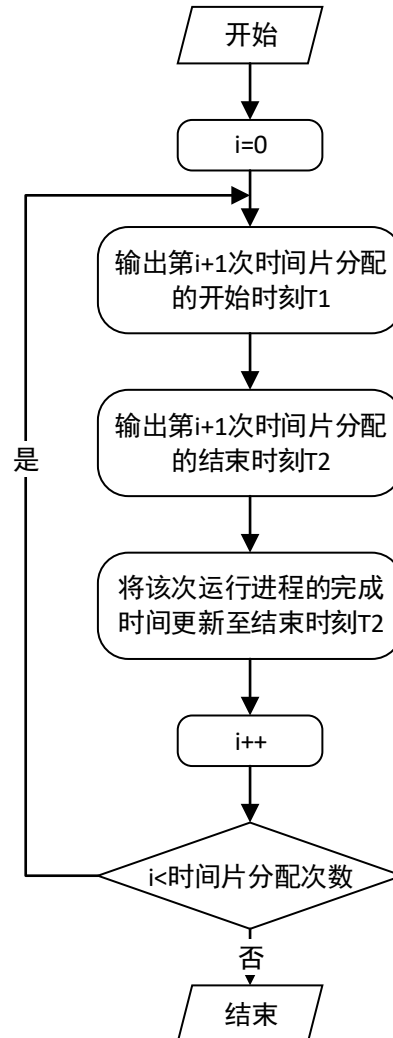 开始
i=0
输出第i+1次时间片分配
的开始时刻T1
输出第i+1次时间片分配
的结束时刻T2
是
将该次运行进程的完成
时间更新至结束时刻T2
i++
i<时间片分配次数
否
结束